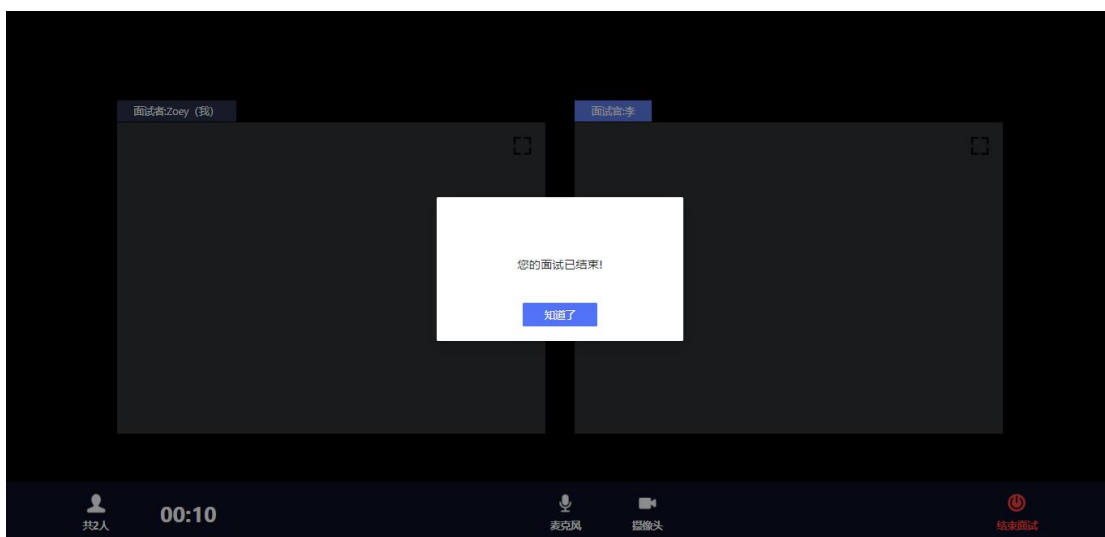 面试者:Zoey (我)
面试官:李
您的面试已结束!
知道了
共2人
00:10
麦克风
摄像头
结束面试